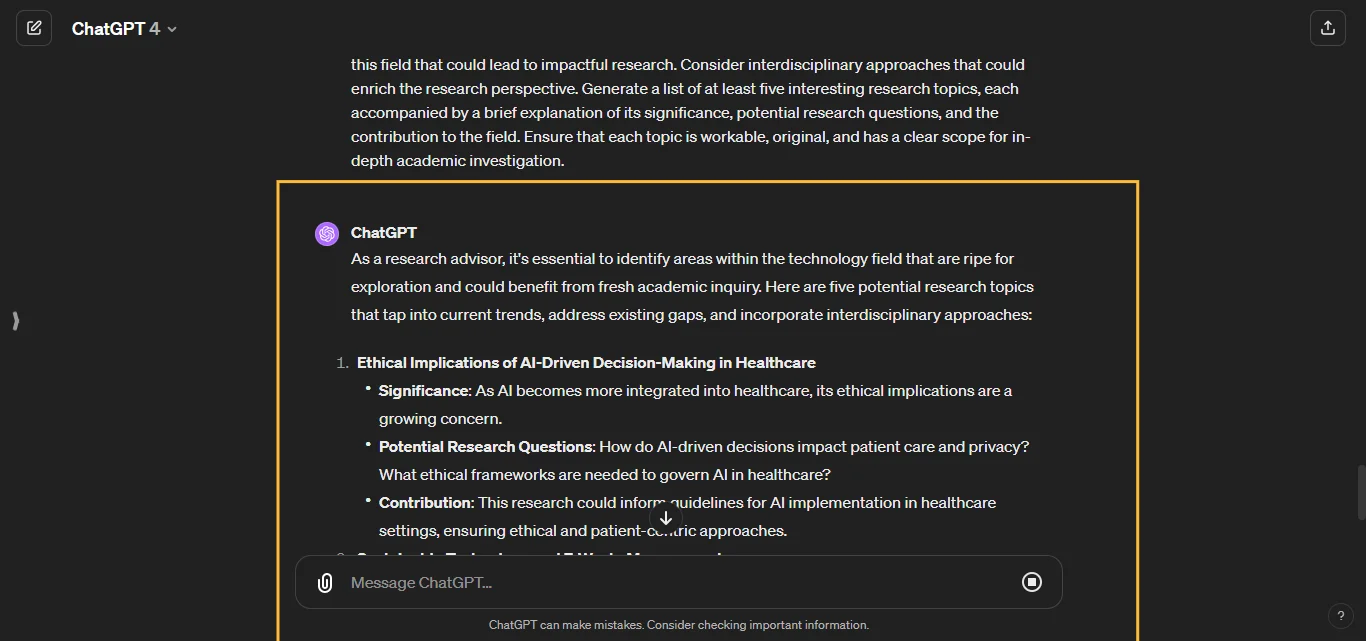 ChatGPT 4
this field that could lead to impactful research. Consider interdisciplinary approaches that could
enrich the research perspective. Generate a list of at least five interesting research topics, each
accompanied by a brief explanation of its significance, potential research questions, and the
contribution to the field. Ensure that each topic is workable, original, and has a clear scope for in-
depth academic investigation.
ChatGPT
As a research advisor, it's essential to identify areas within the technology field that are ripe for
exploration and could benefit from fresh academic inquiry. Here are five potential research topics
that tap into current trends, address existing gaps, and incorporate interdisciplinary approaches:
1. Ethical Implications of AI-Driven Decision-Making in Healthcare
• Significance: As AI becomes more integrated into healthcare, its ethical implications are a
growing concern.
• Potential Research Questions: How do AI-driven decisions impact patient care and privacy?
What ethical frameworks are needed to govern AI in healthcare?
• Contribution: This research could inform guidelines for AI implementation in healthcare
settings, ensuring ethical and patient-centric approaches.
Message ChatGPT...
ChatGPT can make mistakes. Consider checking important information.
?